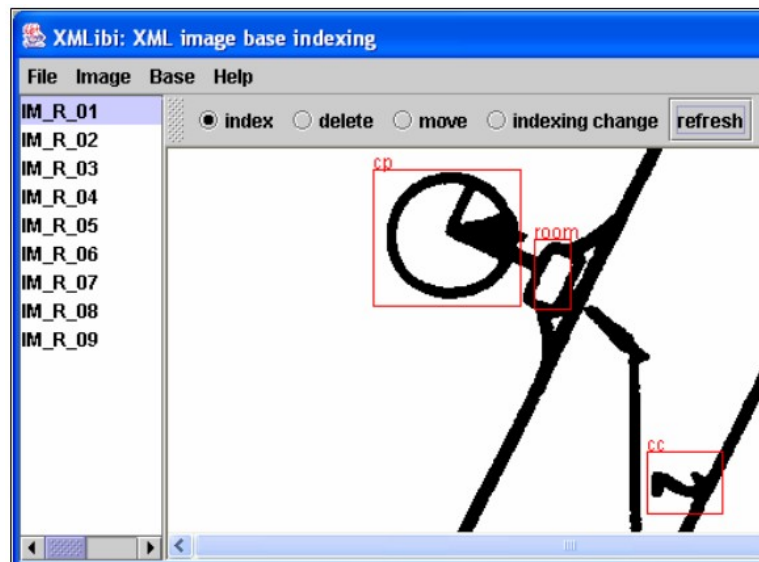 XMLibi: XML image base indexing
File Image Base Help
IM_R_01
IM_R_02
IM_R_03
IM_R_04
IM_R_05
IM_R_06
IM_R_07
IM_R_08
IM_R_09
index delete move indexing change refresh
cp
room
cc